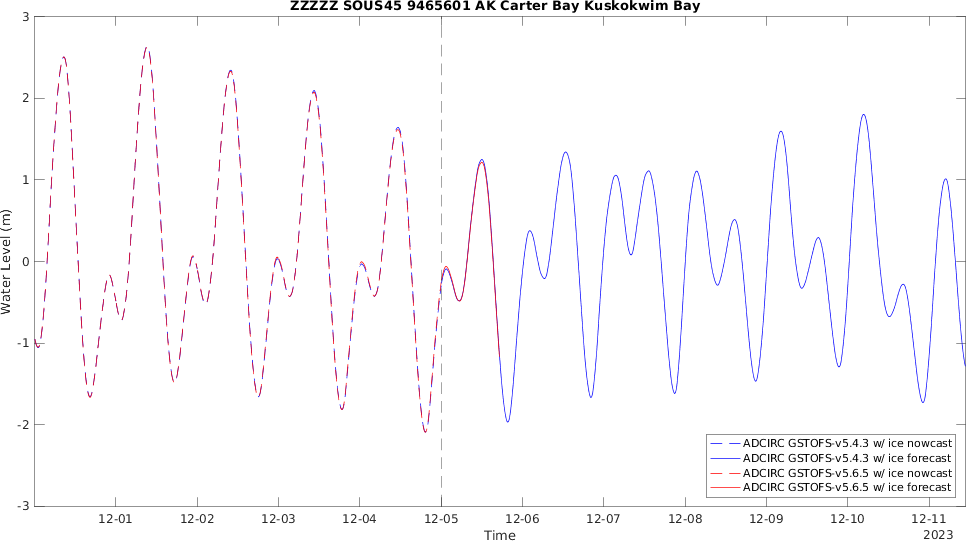 ZZZZZ SOUS45 9465601 AK Carter Bay Kuskokwim Bay
3
2
1
0
-1
-2
-3
Water Level (m)
ADCIRC GSTOFS-v5.4.3 w/ ice nowcast
ADCIRC GSTOFS-v5.4.3 w/ ice forecast
ADCIRC GSTOFS-v5.6.5 w/ ice nowcast
ADCIRC GSTOFS-v5.6.5 w/ ice forecast
12-01 12-02 12-03 12-04 12-05 12-06 12-07 12-08 12-09 12-10 12-11
Time 2023